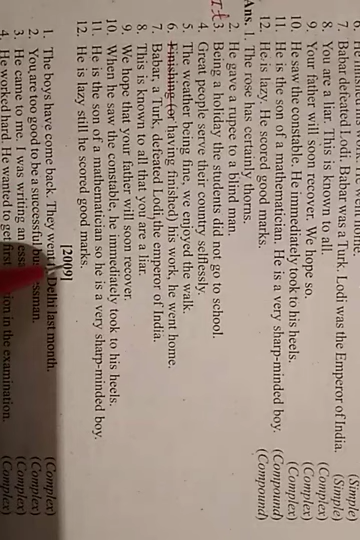 7. Babar defeated Lodi. Babar was a Turk. Lodi was the Emperor of India. (Simple)
8. You are a liar. This is known to all. (Complex)
9. Your father will soon recover. We hope so. (Complex)
10. He saw the constable. He immediately took to his heels. (Complex)
11. He is the son of a mathematician. He is a very sharp-minded boy. (Compound)
12. He is lazy. He scored good marks. (Compound)
Ans. 1. The rose has certainly thorns.
2. He gave a rupee to a blind man.
3 Being a holiday the students did not go to school.
4. Great people serve their country selflessly.
5. The weather being fine, we enjoyed the walk.
6. Finishing (or having finished) his work, he went home.
7. Babar, a Turk, defeated Lodi, the emperor of India.
8. This is known to all that you are a liar.
9. We hope that your father will soon recover.
10. When he saw the constable, he immediately took to his heels.
11. He is the son of a mathematician so he is a very sharp-minded boy.
12. He is lazy still he scored good marks.
[2009]
1. The boys have come back. They went Delhi last month. (Complex)
2. You are too good to be a successful businessman. (Complex)
3. He came to me. I was writing an (Complex)
4. He worked hard. He wanted to get first in the examination. (Complex)